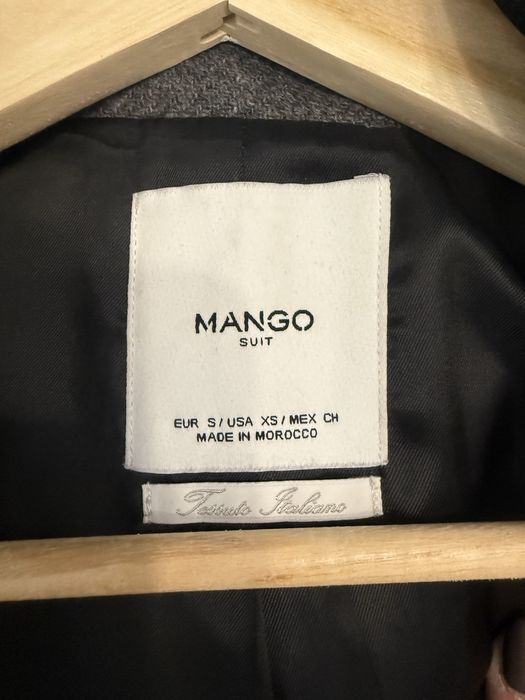 MANGO
SUIT
EUR S/USA XS/MEX CH
MADE IN MOROCCO
Tessuto Italiano